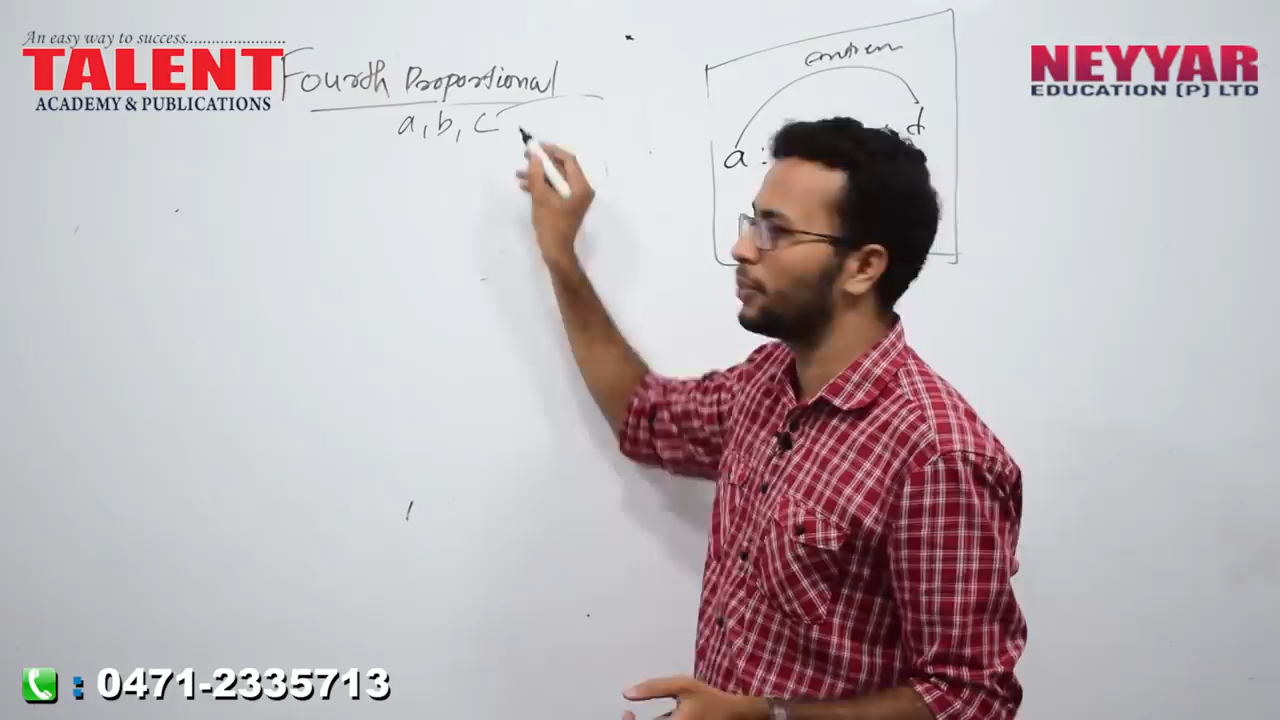 An easy way to success........................
TALENT
ACADEMY & PUBLICATIONS
Fourth Proportional
a, b, c
a :
d
NEYYAR
EDUCATION (P) LTD
: 0471-2335713